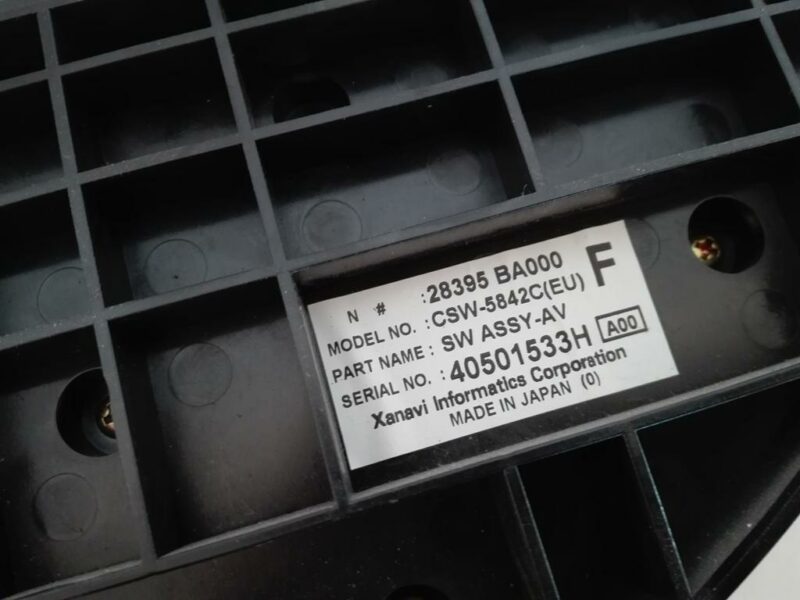 N # : 28395 BA000 F
MODEL NO. : CSW-5842C(EU)
PART NAME : SW ASSY-AV
SERIAL NO. : 40501533H A00
Xanavi Informatics Corporation
MADE IN JAPAN (0)